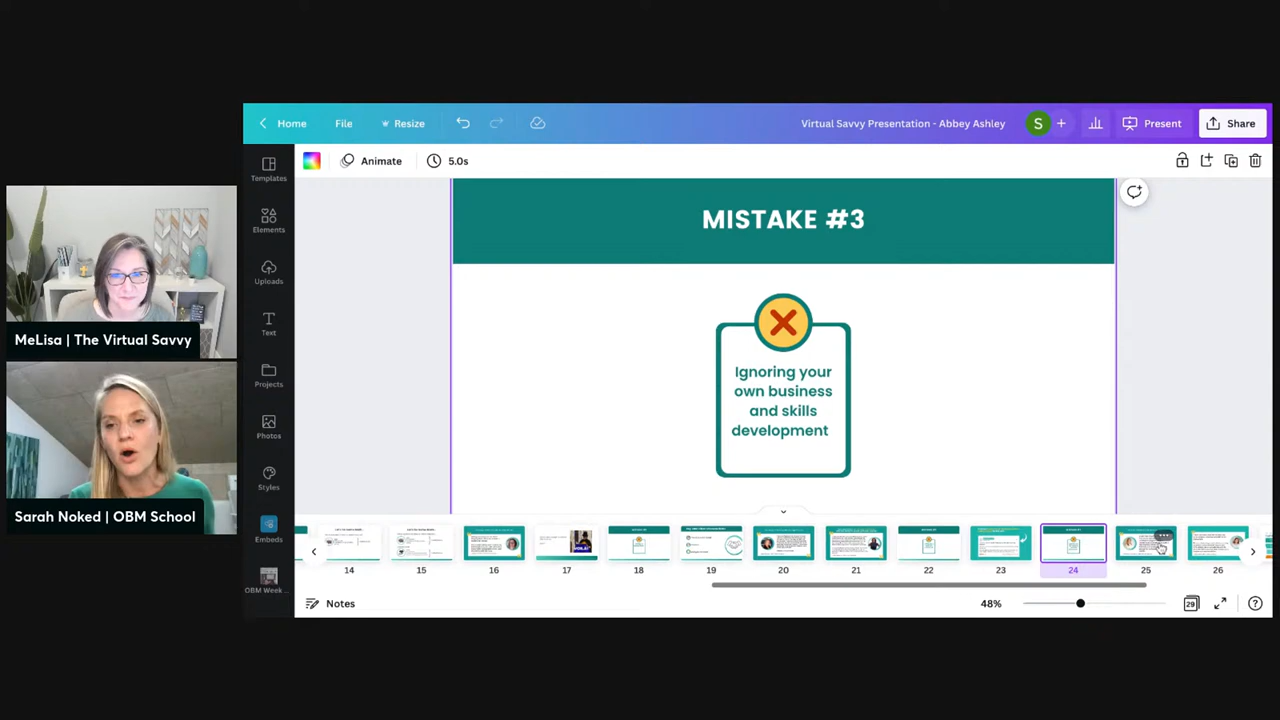 Home
File
Resize
Virtual Savvy Presentation - Abbey Ashley
S
Present
Share
Templates
Animate
5.0s
Elements
Uploads
Text
Projects
Photos
Styles
Embeds
OBM Week ...
MISTAKE #3
Ignoring your
own business
and skills
development
MeLisa | The Virtual Savvy
Sarah Noked | OBM School
14
15
16
17
18
19
20
21
22
23
24
25
26
Notes
48%
29